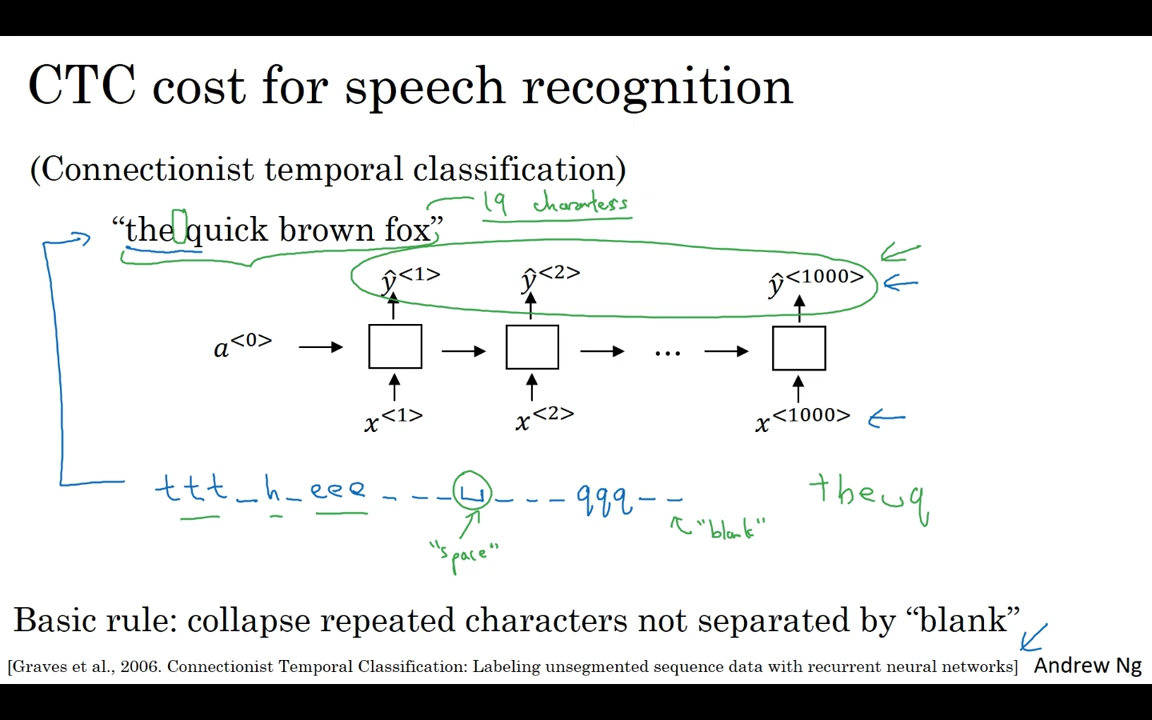 CTC cost for speech recognition
(Connectionist temporal classification)
19 characters
“the quick brown fox”
ŷ<1> ŷ<2> ŷ<1000>
a<0> ...
x<1> x<2> x<1000>
ttt_h_eee___␣___qqq__ the␣q
"space" "blank"
Basic rule: collapse repeated characters not separated by “blank”
[Graves et al., 2006. Connectionist Temporal Classification: Labeling unsegmented sequence data with recurrent neural networks] Andrew Ng